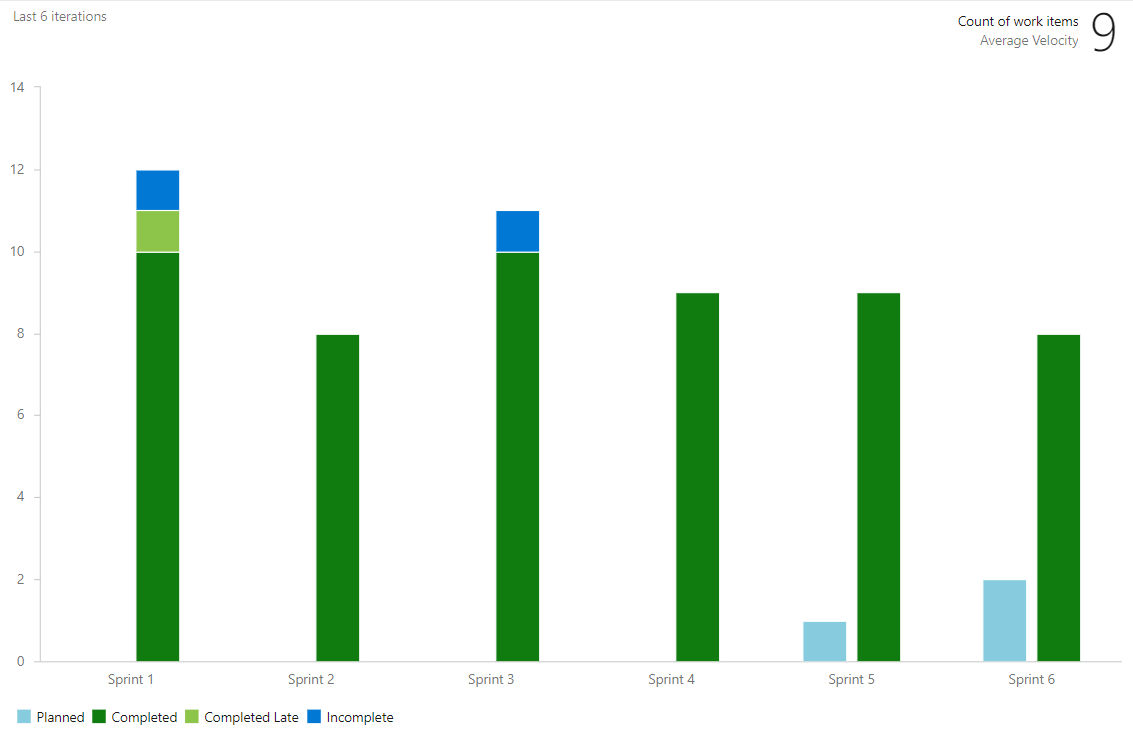 Last 6 iterations
Count of work items
Average Velocity
9
14
12
10
8
6
4
2
0
Sprint 1 Sprint 2 Sprint 3 Sprint 4 Sprint 5 Sprint 6
Planned Completed Completed Late Incomplete